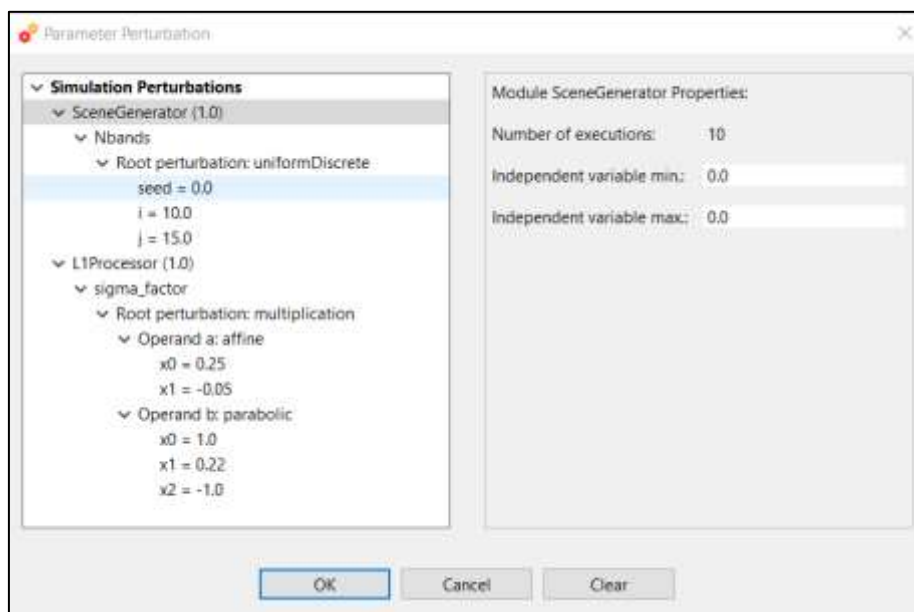 Parameter Perturbation
Simulation Perturbations
SceneGenerator (1.0)
Nbands
Root perturbation: uniformDiscrete
seed = 0.0
i = 10.0
j = 15.0
L1Processor (1.0)
sigma_factor
Root perturbation: multiplication
Operand a: affine
x0 = 0.25
x1 = -0.05
Operand b: parabolic
x0 = 1.0
x1 = 0.22
x2 = -1.0
Module SceneGenerator Properties:
Number of executions: 10
Independent variable min.: 0.0
Independent variable max.: 0.0
OK Cancel Clear